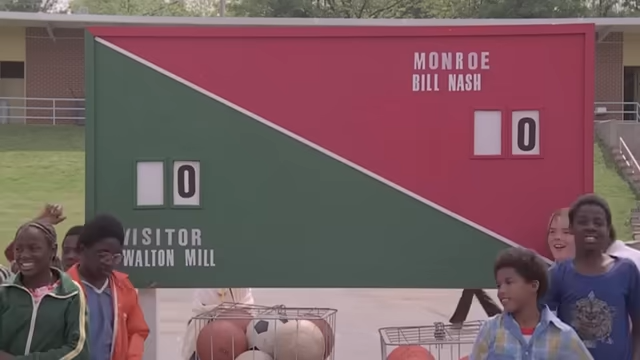 MONROE
BILL NASH
0
0
VISITOR
WALTON MILL